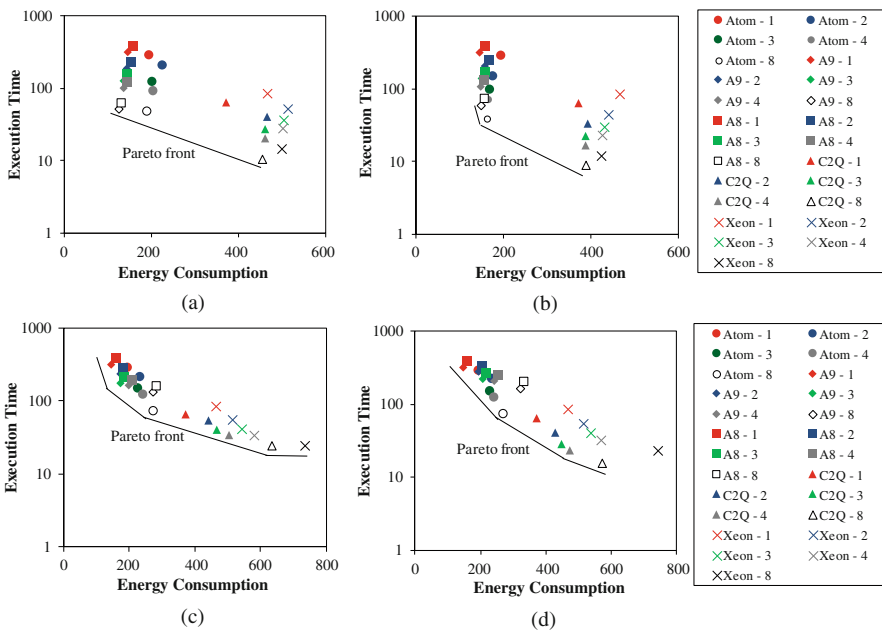 1000
100
10
1
Execution Time
0
200
400
600
Energy Consumption
Pareto front
(a)
1000
100
10
1
Execution Time
0
200
400
600
Energy Consumption
Pareto front
(b)
Atom - 1
Atom - 2
Atom - 3
Atom - 4
Atom - 8
A9 - 1
A9 - 2
A9 - 3
A9 - 4
A9 - 8
A8 - 1
A8 - 2
A8 - 3
A8 - 4
A8 - 8
C2Q - 1
C2Q - 2
C2Q - 3
C2Q - 4
C2Q - 8
Xeon - 1
Xeon - 2
Xeon - 3
Xeon - 4
Xeon - 8
1000
100
10
1
Execution Time
0
200
400
600
800
Energy Consumption
Pareto front
(c)
1000
100
10
1
Execution Time
0
200
400
600
800
Energy Consumption
Pareto front
(d)
Atom - 1
Atom - 2
Atom - 3
Atom - 4
Atom - 8
A9 - 1
A9 - 2
A9 - 3
A9 - 4
A9 - 8
A8 - 1
A8 - 2
A8 - 3
A8 - 4
A8 - 8
C2Q - 1
C2Q - 2
C2Q - 3
C2Q - 4
C2Q - 8
Xeon - 1
Xeon - 2
Xeon - 3
Xeon - 4
Xeon - 8